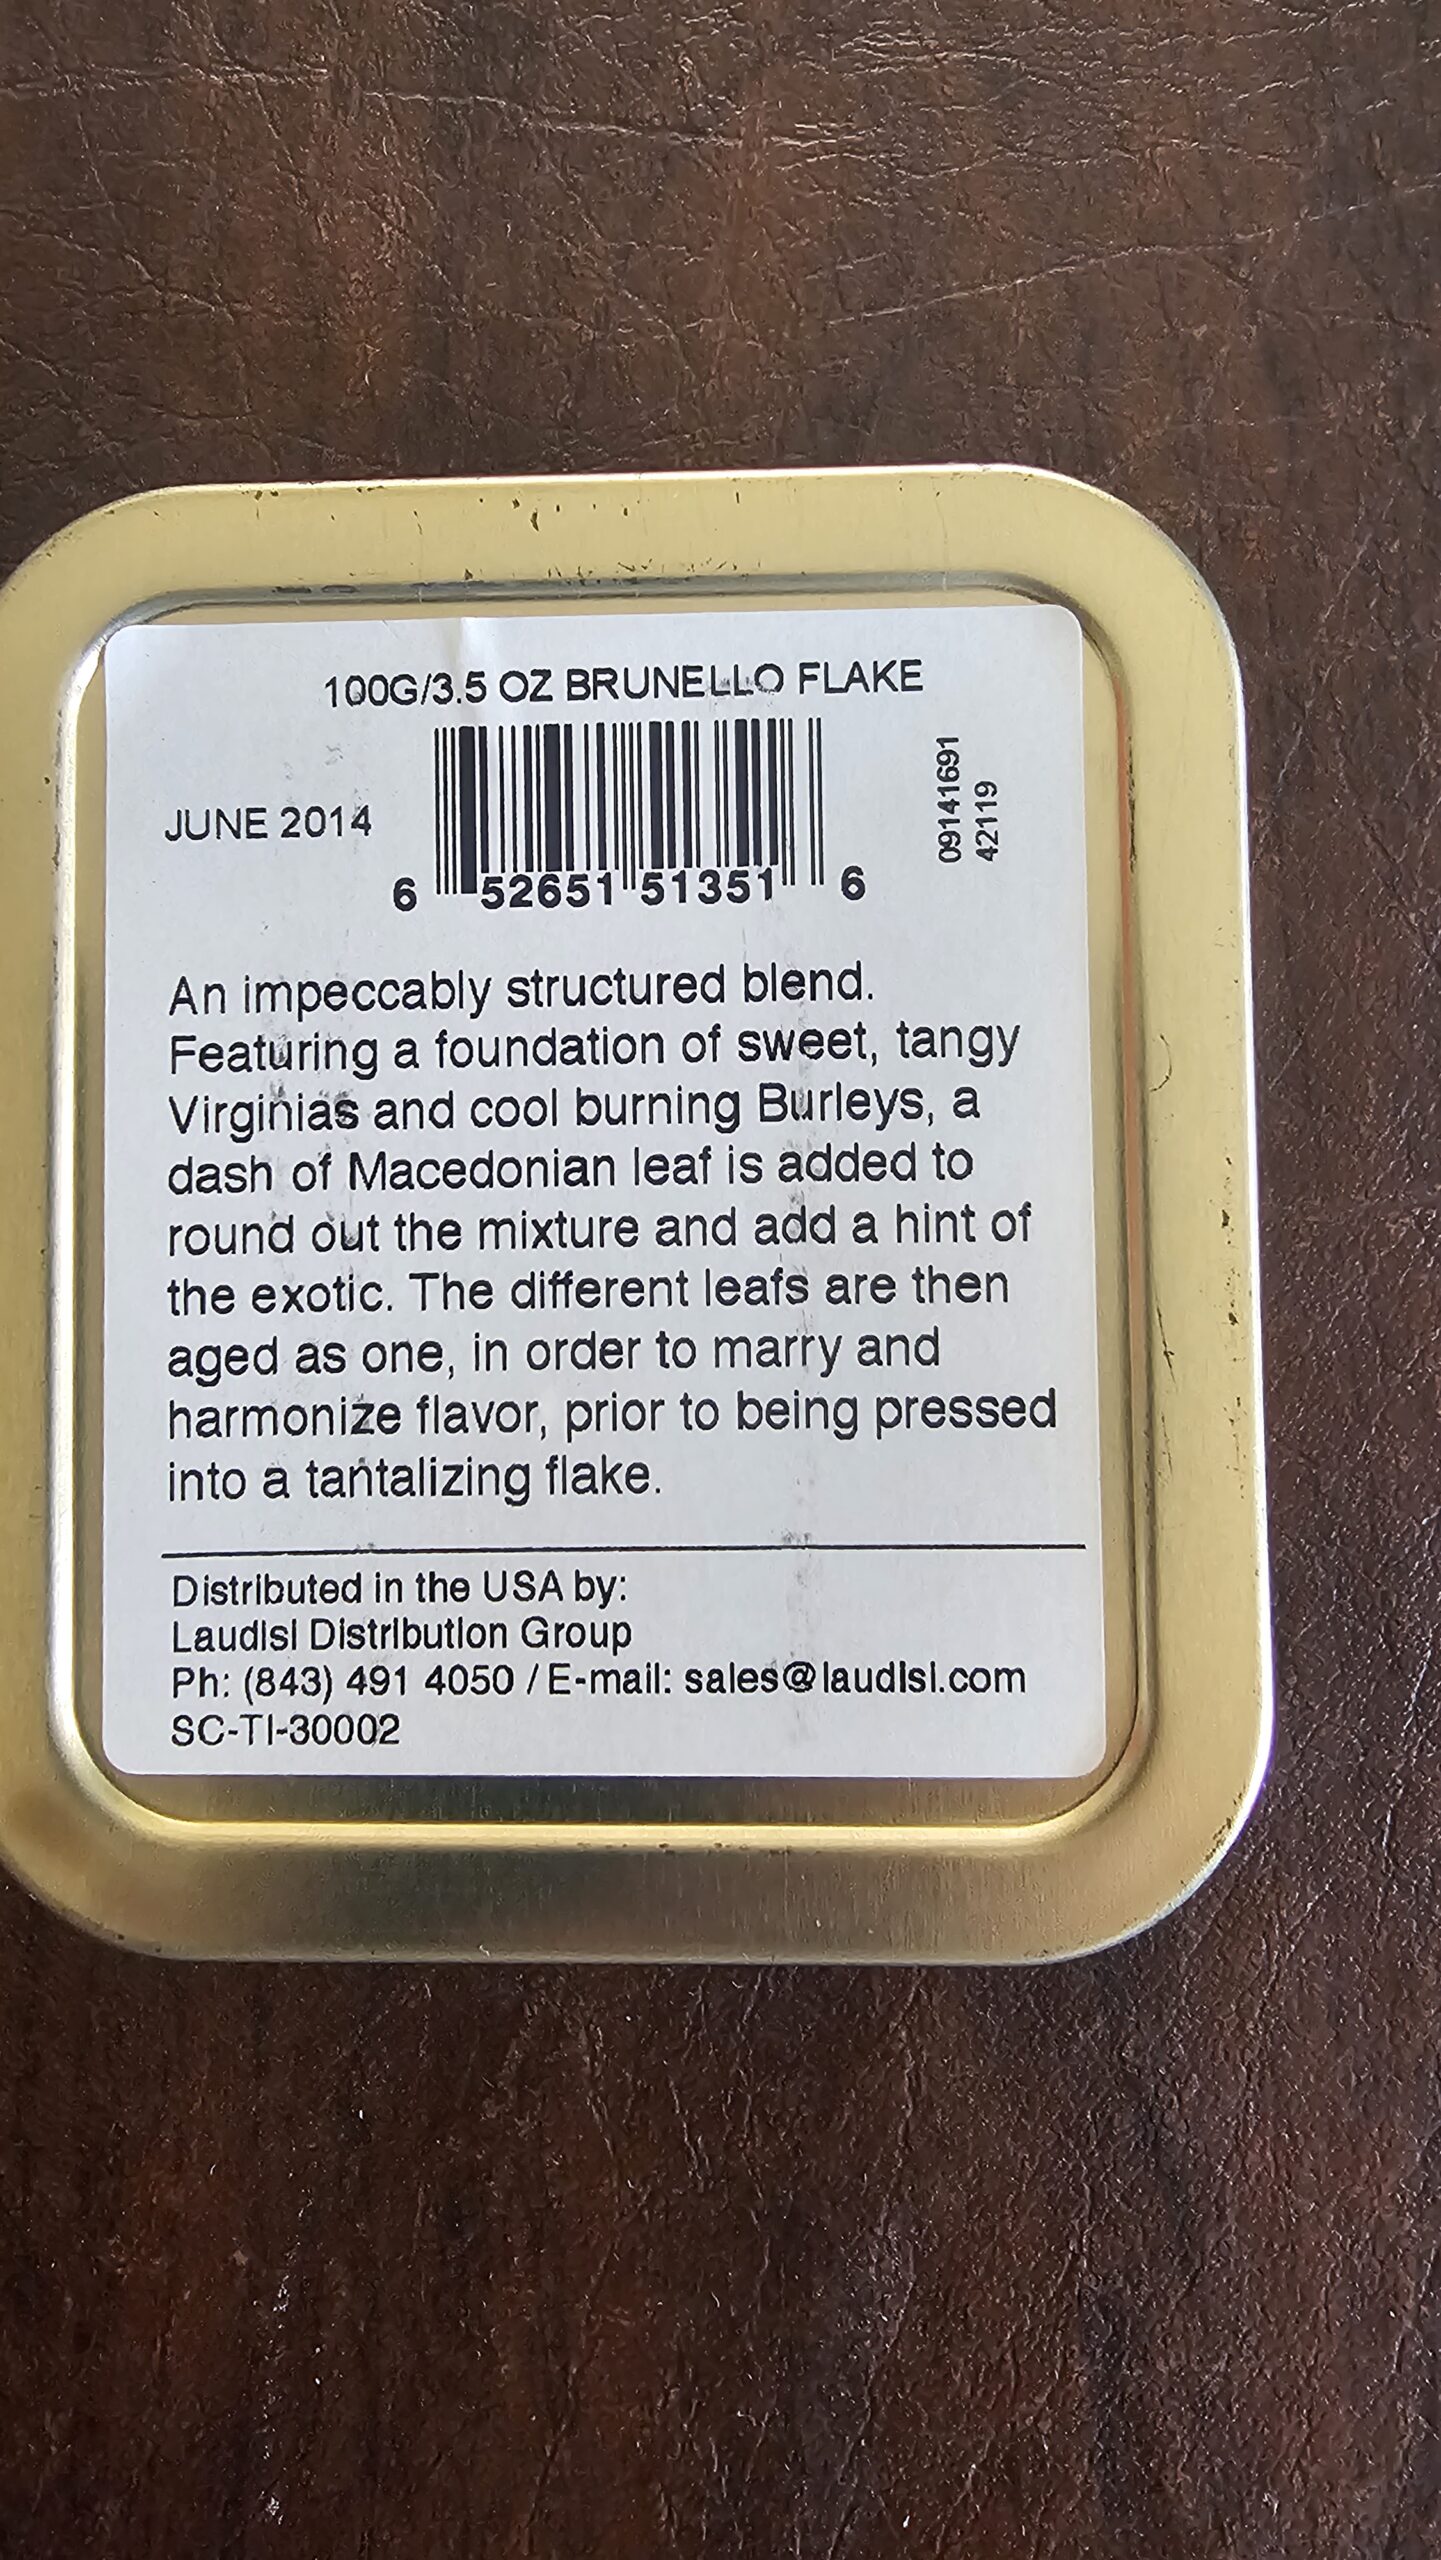 100G/3.5 OZ BRUNELLO FLAKE
JUNE 2014
6 52651 51351 6
09141691
42119
An impeccably structured blend.
Featuring a foundation of sweet, tangy
Virginias and cool burning Burleys, a
dash of Macedonian leaf is added to
round out the mixture and add a hint of
the exotic. The different leafs are then
aged as one, in order to marry and
harmonize flavor, prior to being pressed
into a tantalizing flake.
Distributed in the USA by:
Laudisi Distribution Group
Ph: (843) 491 4050 / E-mail: sales@laudisi.com
SC-TI-30002